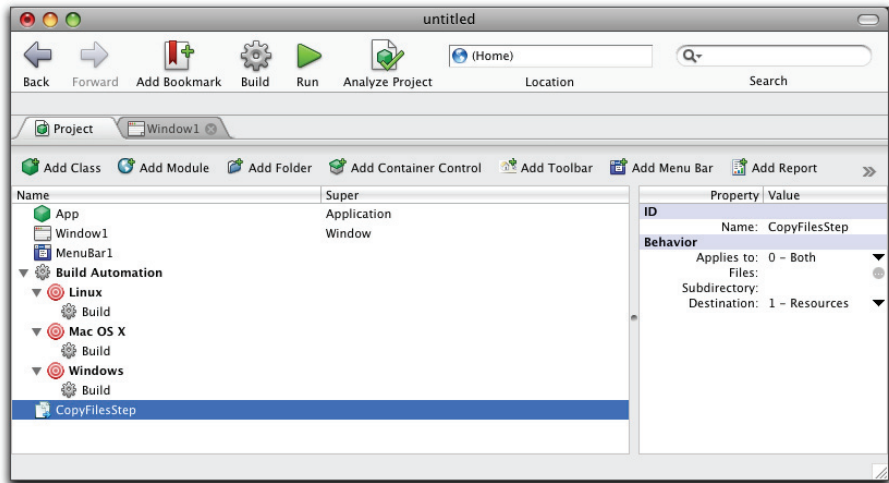 untitled
Back Forward Add Bookmark Build Run Analyze Project (Home) Location Search
Project Window1
Add Class Add Module Add Folder Add Container Control Add Toolbar Add Menu Bar Add Report »
Name Super Property Value
App Application
Window1 Window
MenuBar1
Build Automation
Linux
Build
Mac OS X
Build
Windows
Build
CopyFilesStep
ID
Name: CopyFilesStep
Behavior
Applies to: 0 – Both
Files:
Subdirectory:
Destination: 1 – Resources